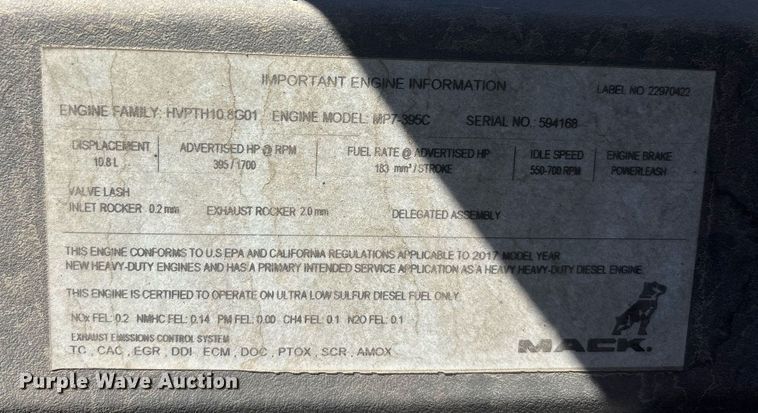 IMPORTANT ENGINE INFORMATION
LABEL NO 22970422
ENGINE FAMILY: HVPTH10.8G01 ENGINE MODEL: MP7-395C SERIAL NO.: 594168
DISPLACEMENT ADVERTISED HP @ RPM FUEL RATE @ ADVERTISED HP IDLE SPEED ENGINE BRAKE
10.8 L 395 / 1700 183 mm³ / STROKE 550-700 RPM POWERLEASH
VALVE LASH
INLET ROCKER 0.2 mm EXHAUST ROCKER 2.0 mm DELEGATED ASSEMBLY
THIS ENGINE CONFORMS TO U.S EPA AND CALIFORNIA REGULATIONS APPLICABLE TO 2017 MODEL YEAR
NEW HEAVY-DUTY ENGINES AND HAS A PRIMARY INTENDED SERVICE APPLICATION AS A HEAVY HEAVY-DUTY DIESEL ENGINE.
THIS ENGINE IS CERTIFIED TO OPERATE ON ULTRA LOW SULFUR DIESEL FUEL ONLY
NOx FEL: 0.2 NMHC FEL: 0.14 PM FEL: 0.00 CH4 FEL: 0.1 N2O FEL: 0.1
EXHAUST EMISSIONS CONTROL SYSTEM
TC , CAC , EGR , DDI , ECM , DOC , PTOX , SCR , AMOX
MACK.
Purple Wave Auction